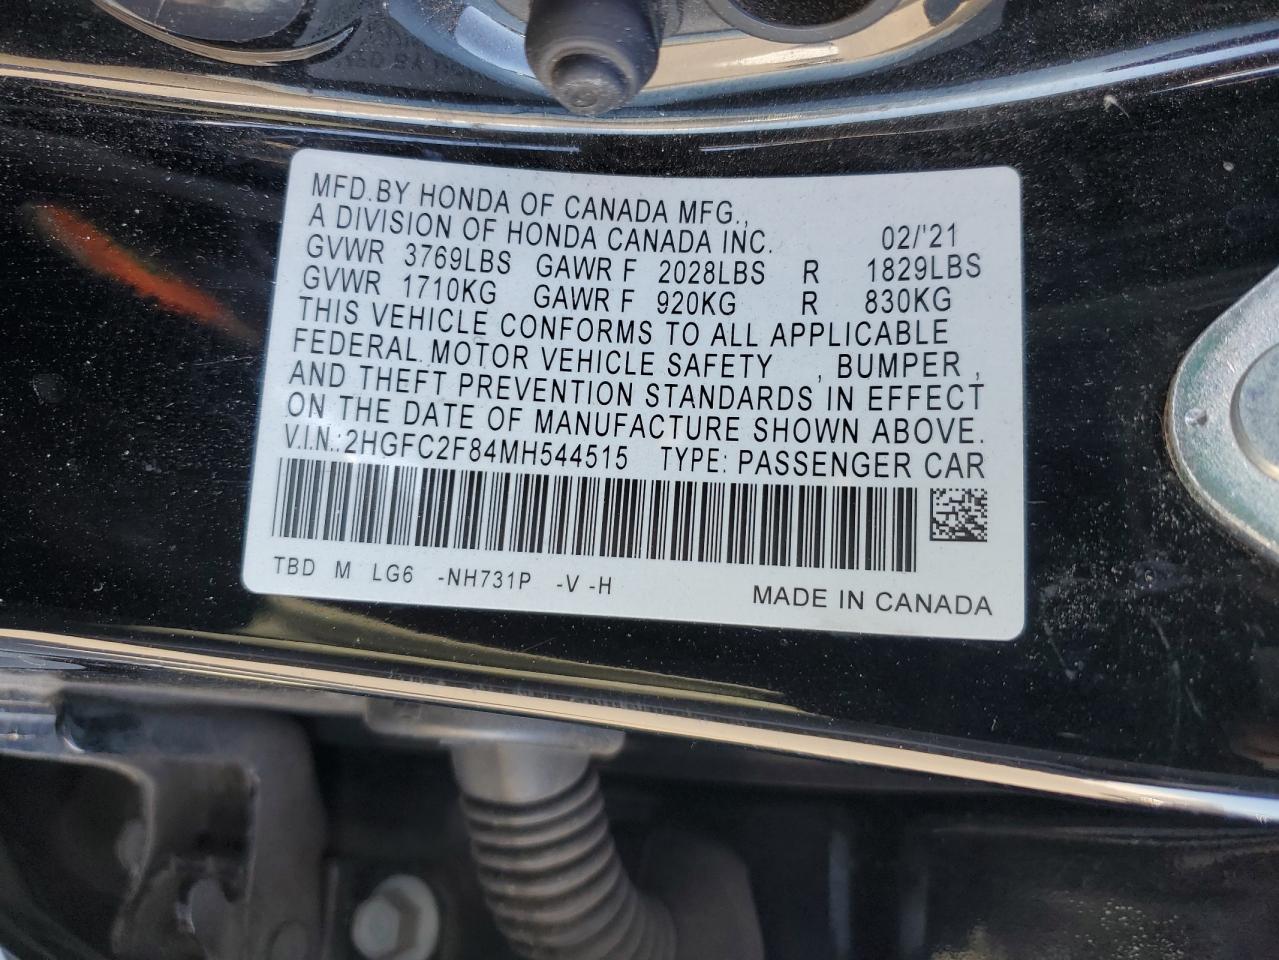 MFD.BY HONDA OF CANADA MFG.,
A DIVISION OF HONDA CANADA INC. 02/'21
GVWR 3769LBS GAWR F 2028LBS R 1829LBS
GVWR 1710KG GAWR F 920KG R 830KG
THIS VEHICLE CONFORMS TO ALL APPLICABLE
FEDERAL MOTOR VEHICLE SAFETY , BUMPER ,
AND THEFT PREVENTION STANDARDS IN EFFECT
ON THE DATE OF MANUFACTURE SHOWN ABOVE.
V.I.N.:2HGFC2F84MH544515 TYPE: PASSENGER CAR
TBD M LG6 -NH731P -V -H
MADE IN CANADA